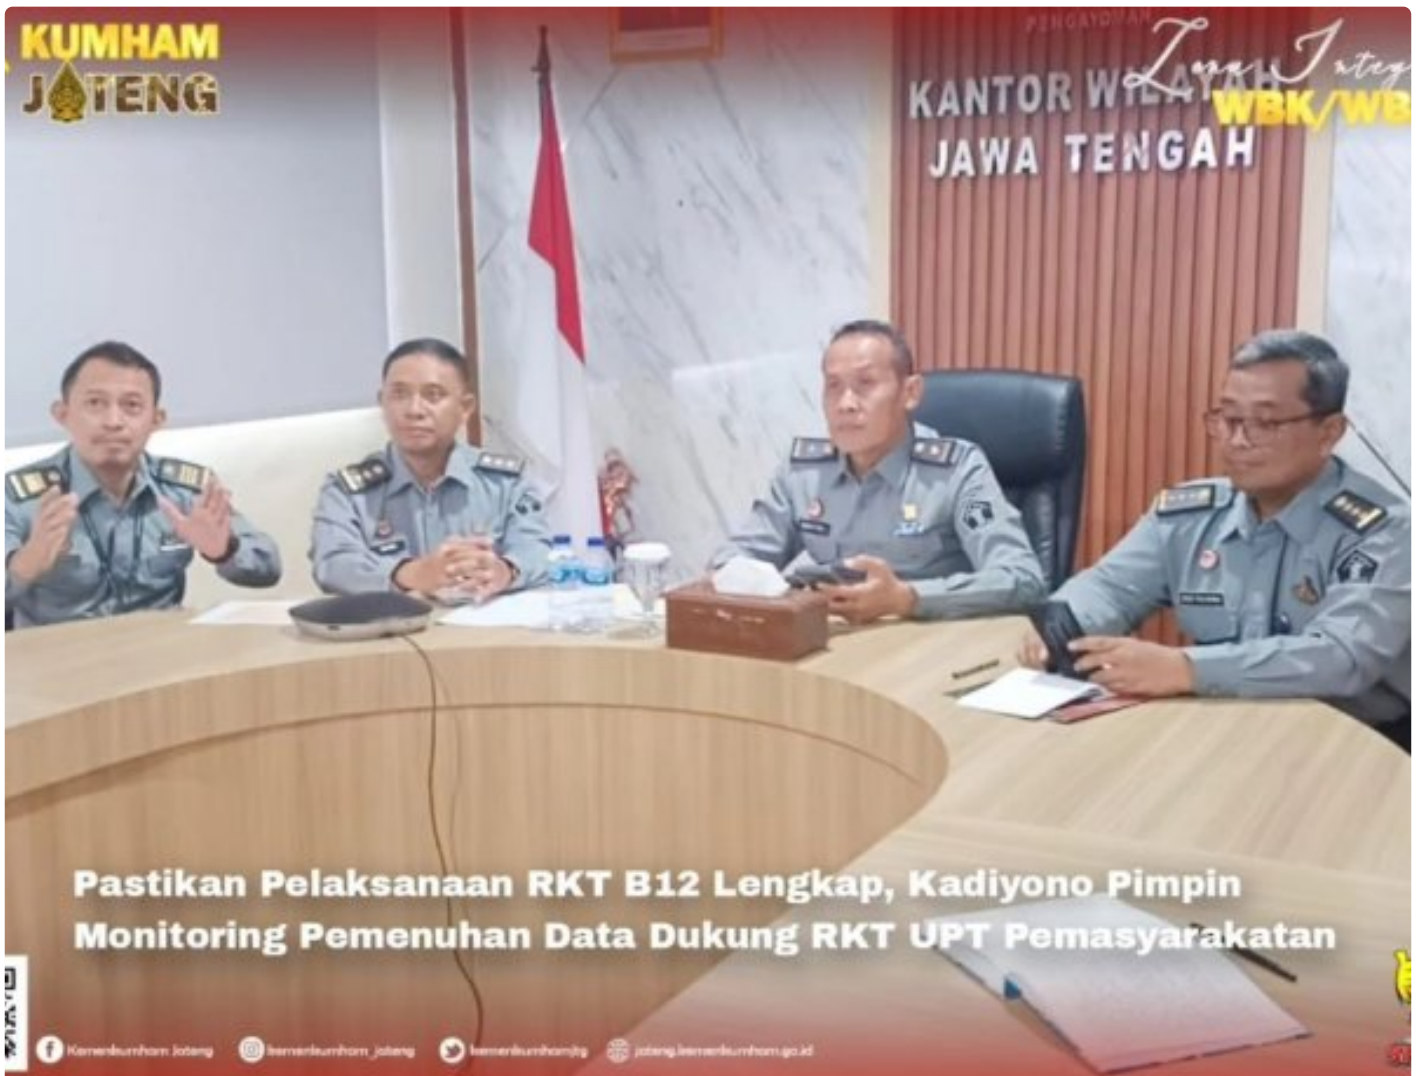 KUMHAM
JATENG
PENGAYOMAN
KANTOR WILAYAH
JAWA TENGAH
WBK/WB
Pastikan Pelaksanaan RKT B12 Lengkap, Kadiyono Pimpin
Monitoring Pemenuhan Data Dukung RKT UPT Pemasyarakatan
Kemenkumham Jateng
kemenkumham_jateng
kemenkumhamjtg
jateng.kemenkumham.go.id